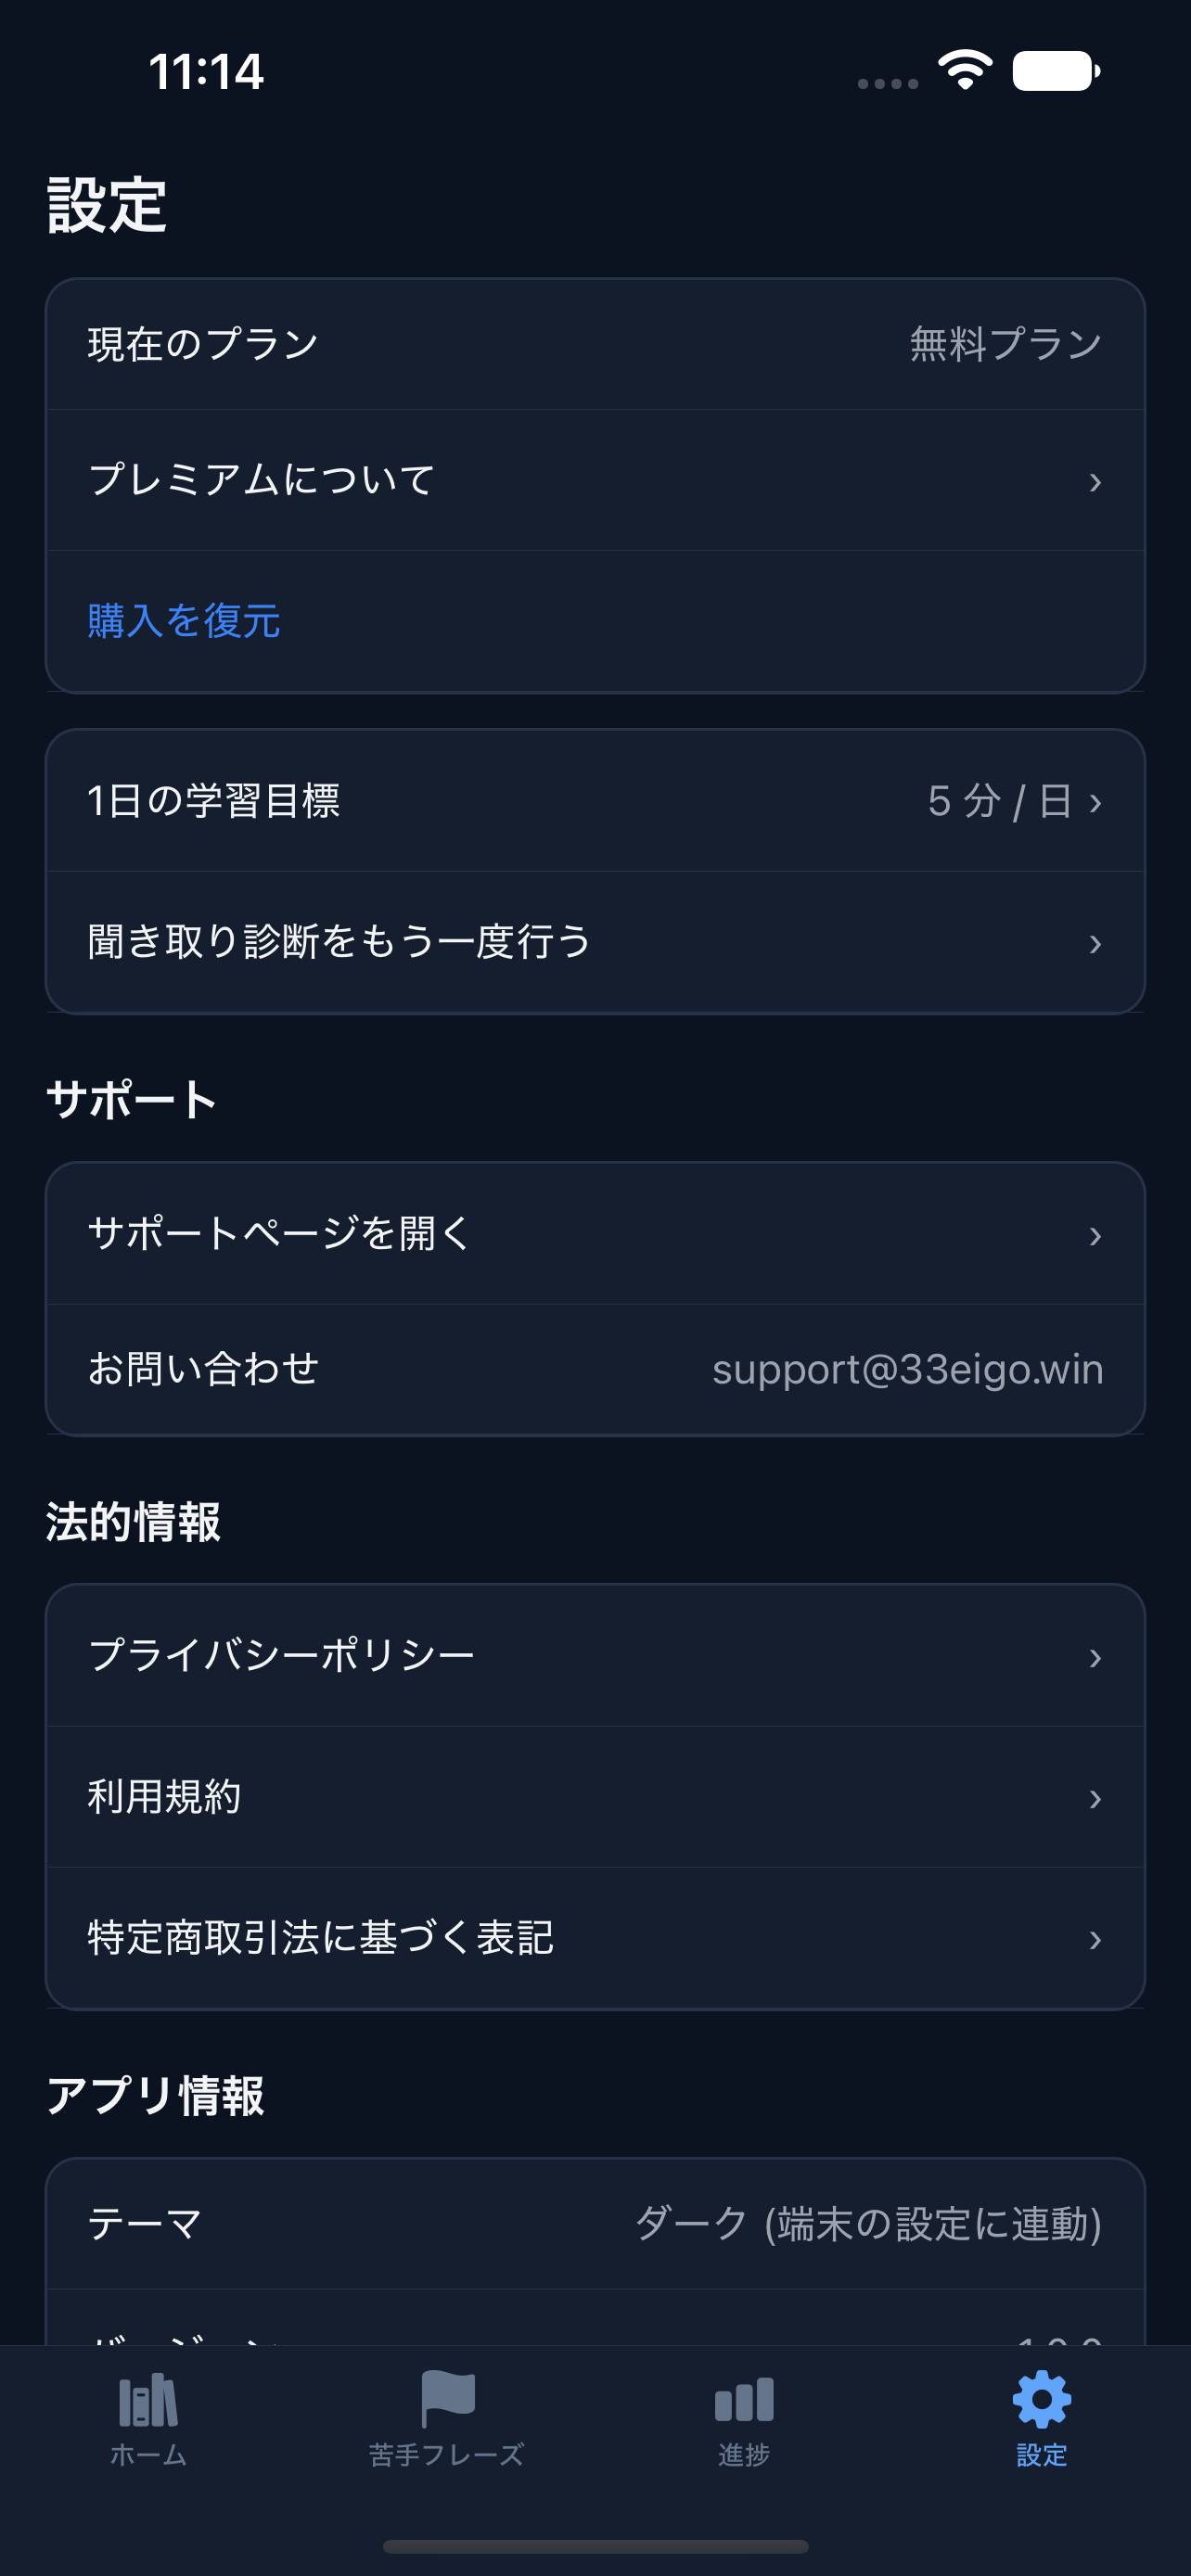 11:14
設定
現在のプラン 無料プラン
プレミアムについて ›
購入を復元
1日の学習目標 5 分 / 日 ›
聞き取り診断をもう一度行う ›
サポート
サポートページを開く ›
お問い合わせ support@33eigo.win
法的情報
プライバシーポリシー ›
利用規約 ›
特定商取引法に基づく表記 ›
アプリ情報
テーマ ダーク (端末の設定に連動)
ホーム 苦手フレーズ 進捗 設定